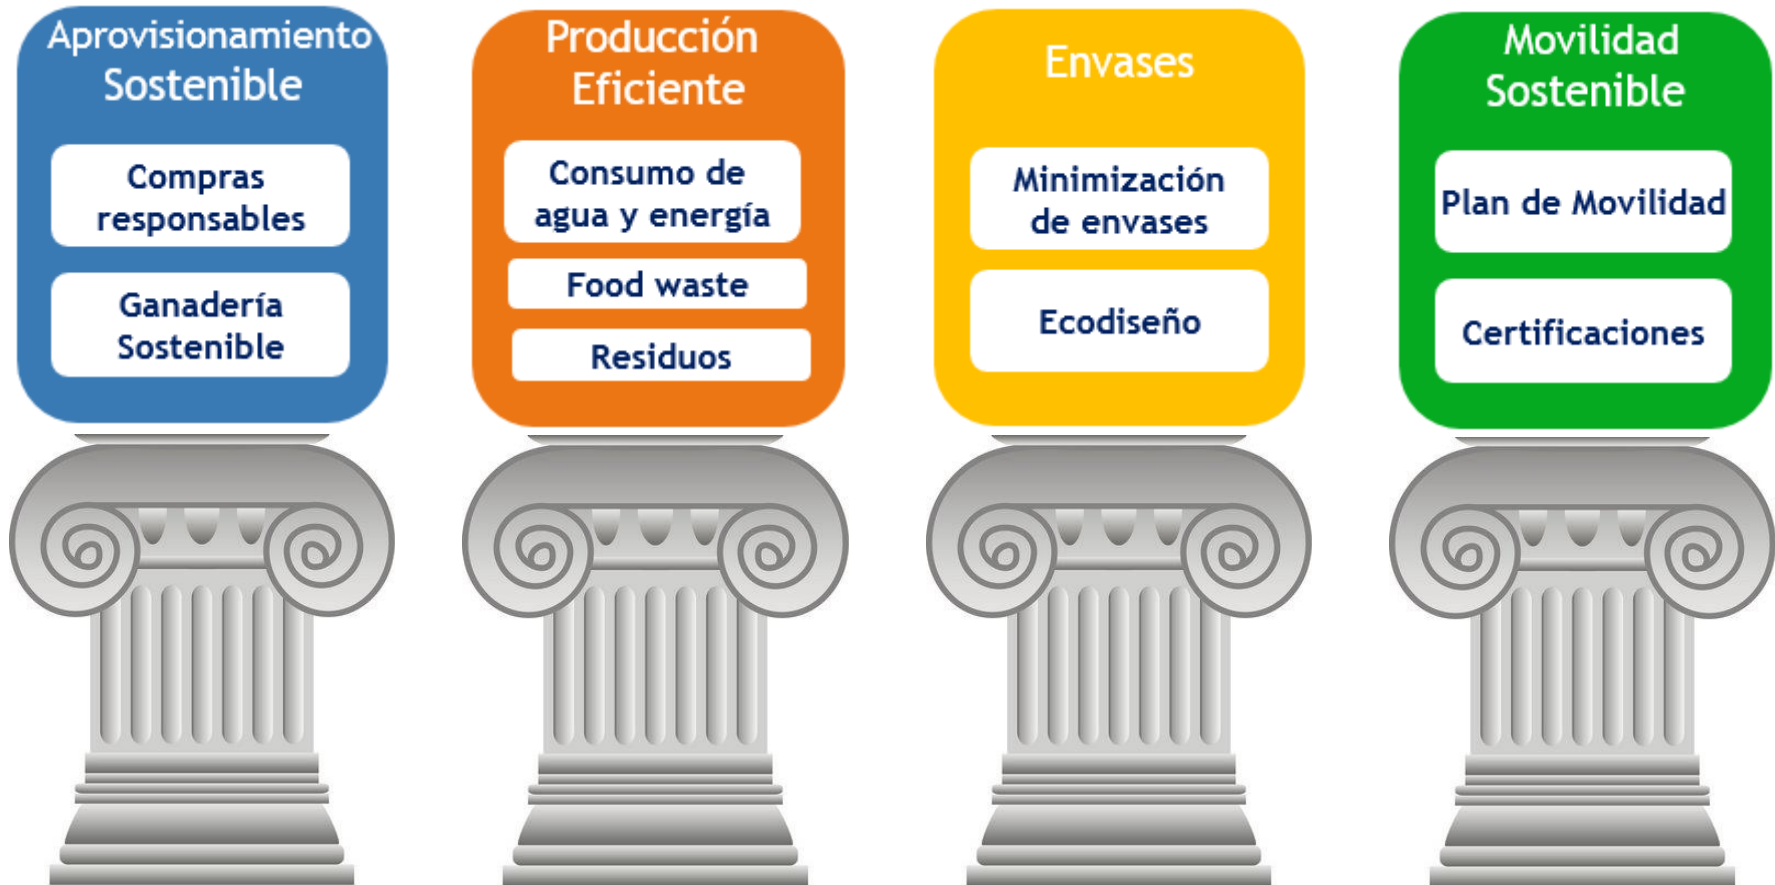 Aprovisionamiento
Sostenible
Compras
responsables
Ganadería
Sostenible
Producción
Eficiente
Consumo de
agua y energía
Food waste
Residuos
Envases
Minimización
de envases
Ecodiseño
Movilidad
Sostenible
Plan de Movilidad
Certificaciones